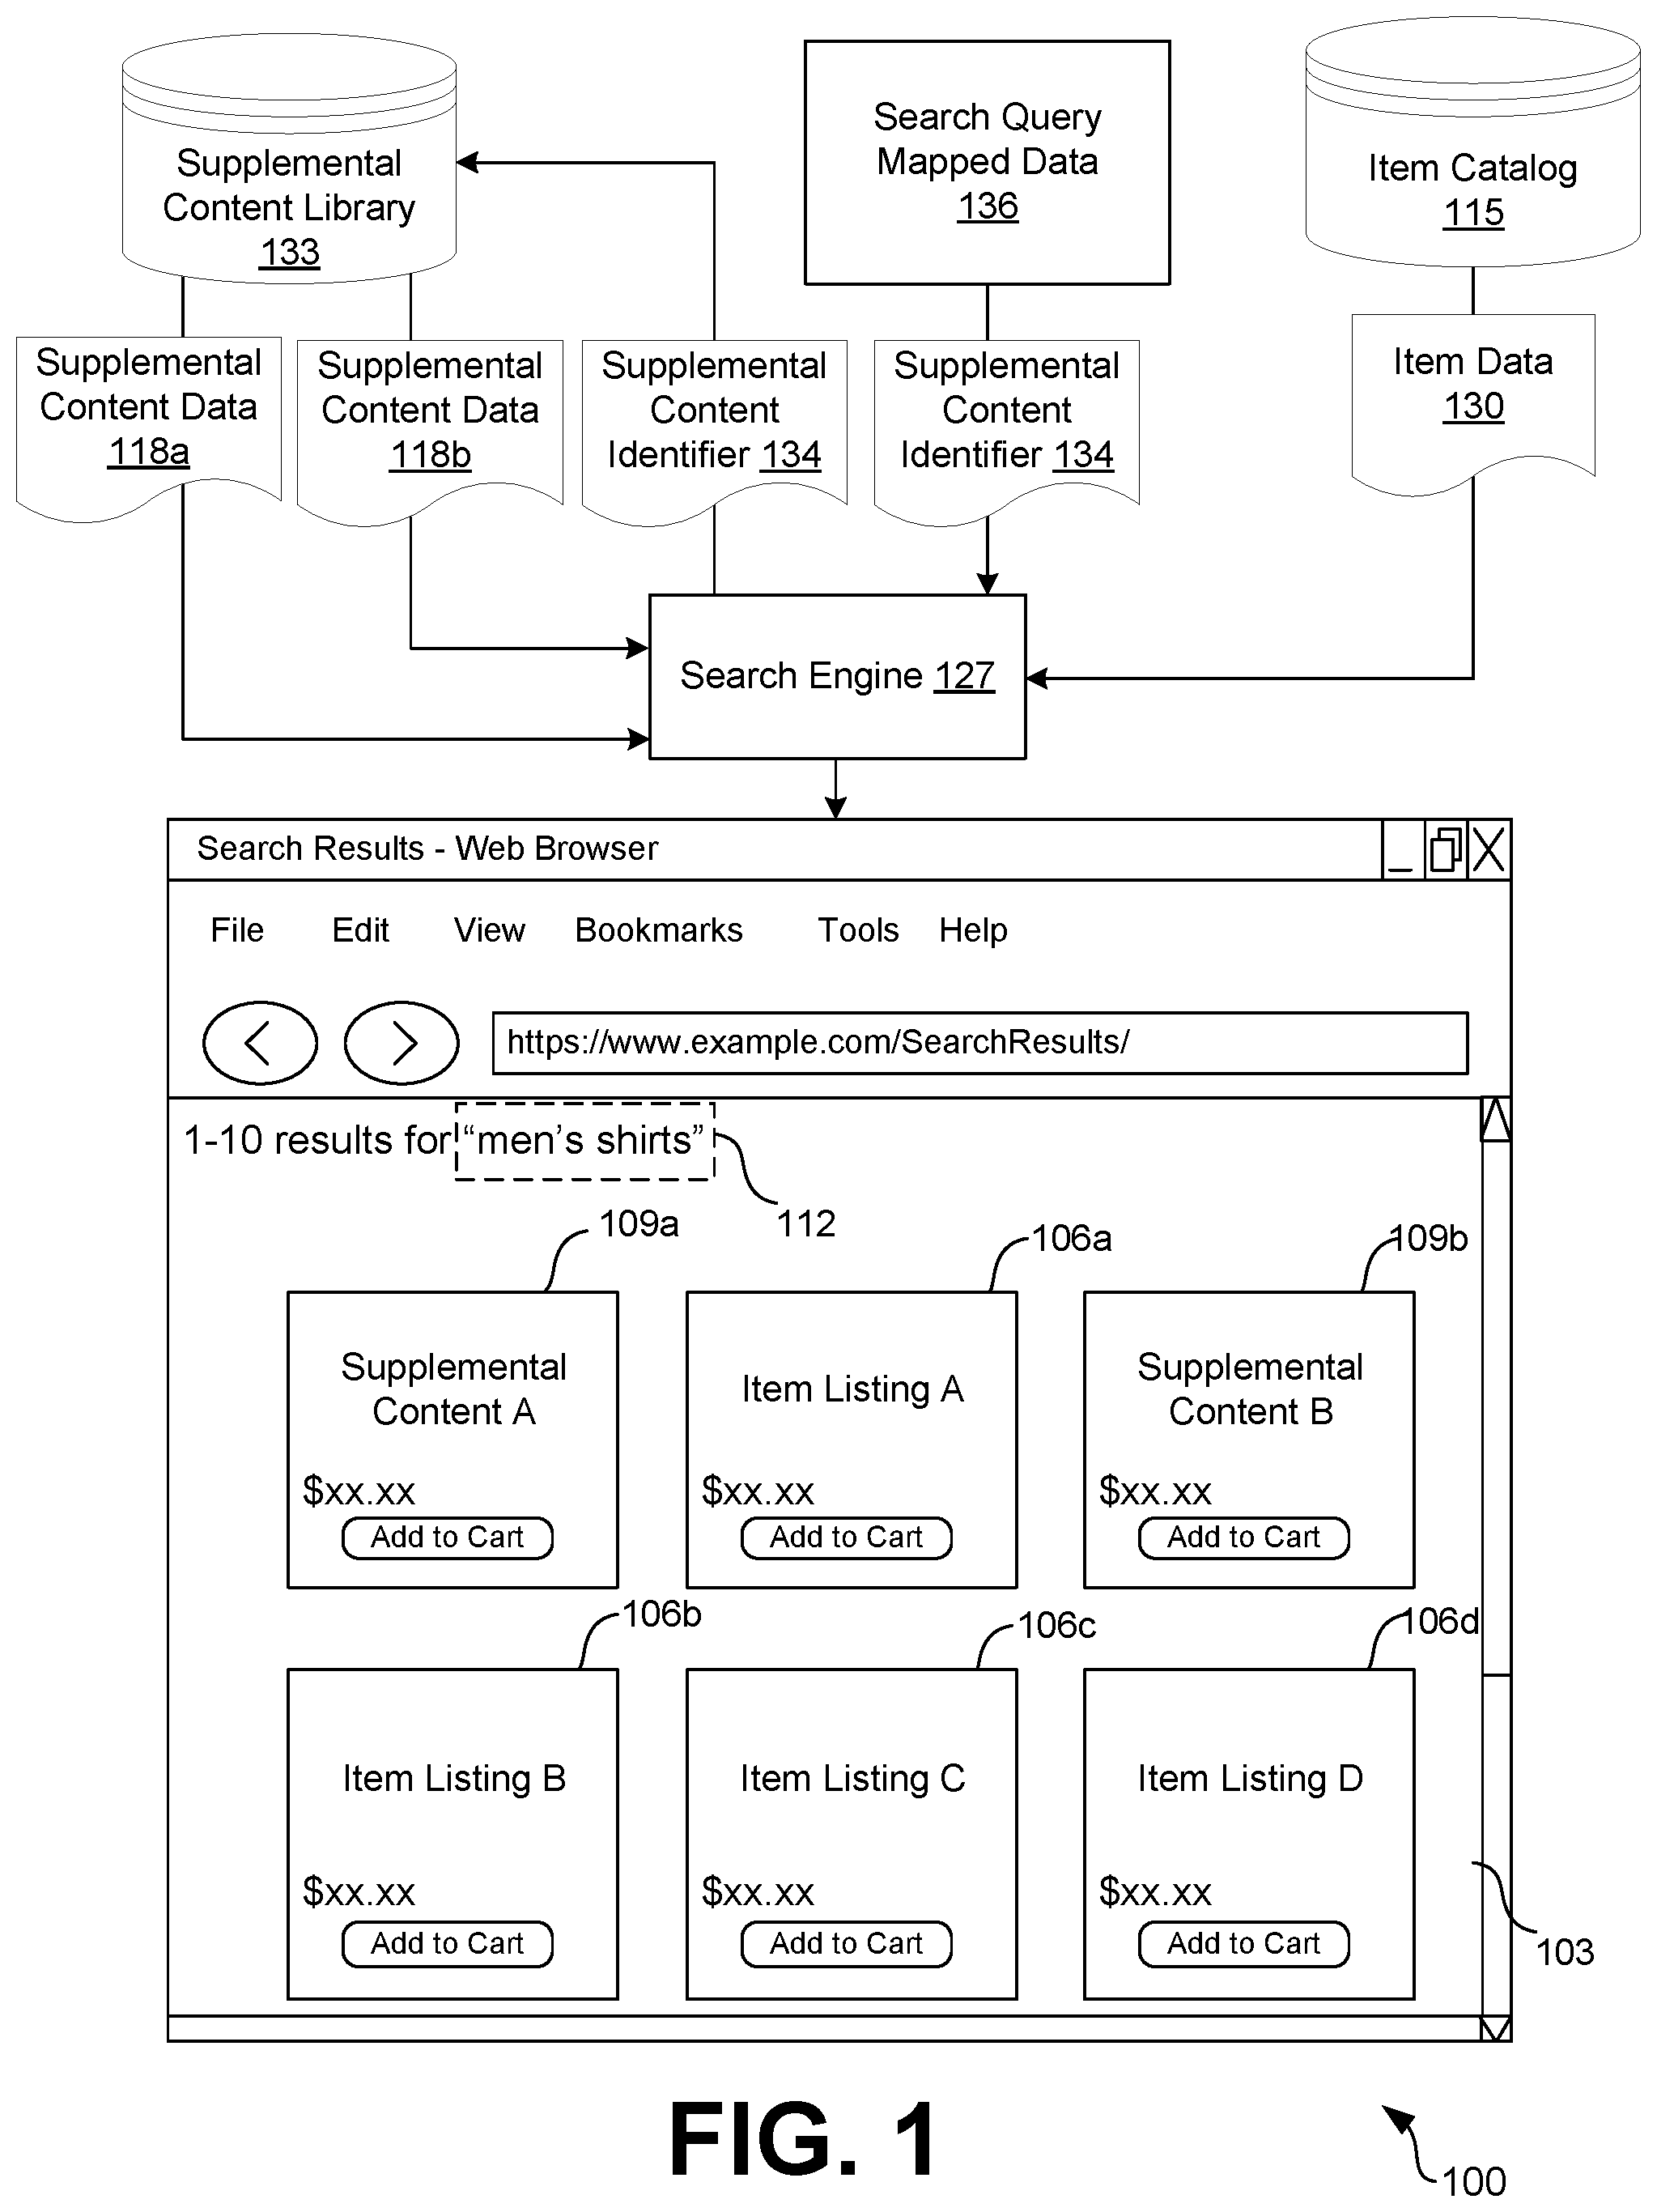 Supplemental
Content Library
133
Search Query
Mapped Data
136
Item Catalog
115
Supplemental
Content Data
118a
Supplemental
Content Data
118b
Supplemental
Content
Identifier 134
Supplemental
Content
Identifier 134
Item Data
130
Search Engine 127
Search Results - Web Browser
File Edit View Bookmarks Tools Help
https://www.example.com/SearchResults/
1-10 results for “men’s shirts”
112
109a
106a
109b
Supplemental
Content A
$xx.xx
Add to Cart
Item Listing A
$xx.xx
Add to Cart
Supplemental
Content B
$xx.xx
Add to Cart
106b
106c
106d
Item Listing B
$xx.xx
Add to Cart
Item Listing C
$xx.xx
Add to Cart
Item Listing D
$xx.xx
Add to Cart
103
FIG. 1
100